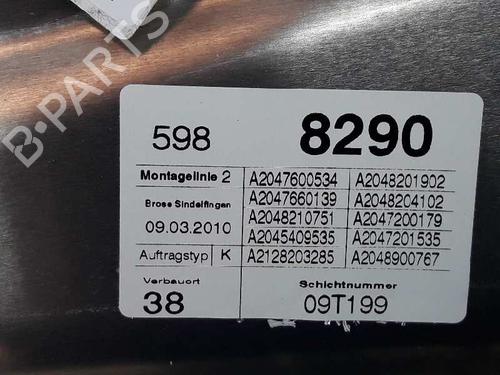 B-PARTS
598 8290
Montagelinie 2
Brose Sindelfingen
09.03.2010
Auftragstyp K
A2047600534 A2048201902
A2047660139 A2048204102
A2048210751 A2047200179
A2045409535 A2047201535
A2128203285 A2048900767
Verbauort
38
Schichtnummer
09T199